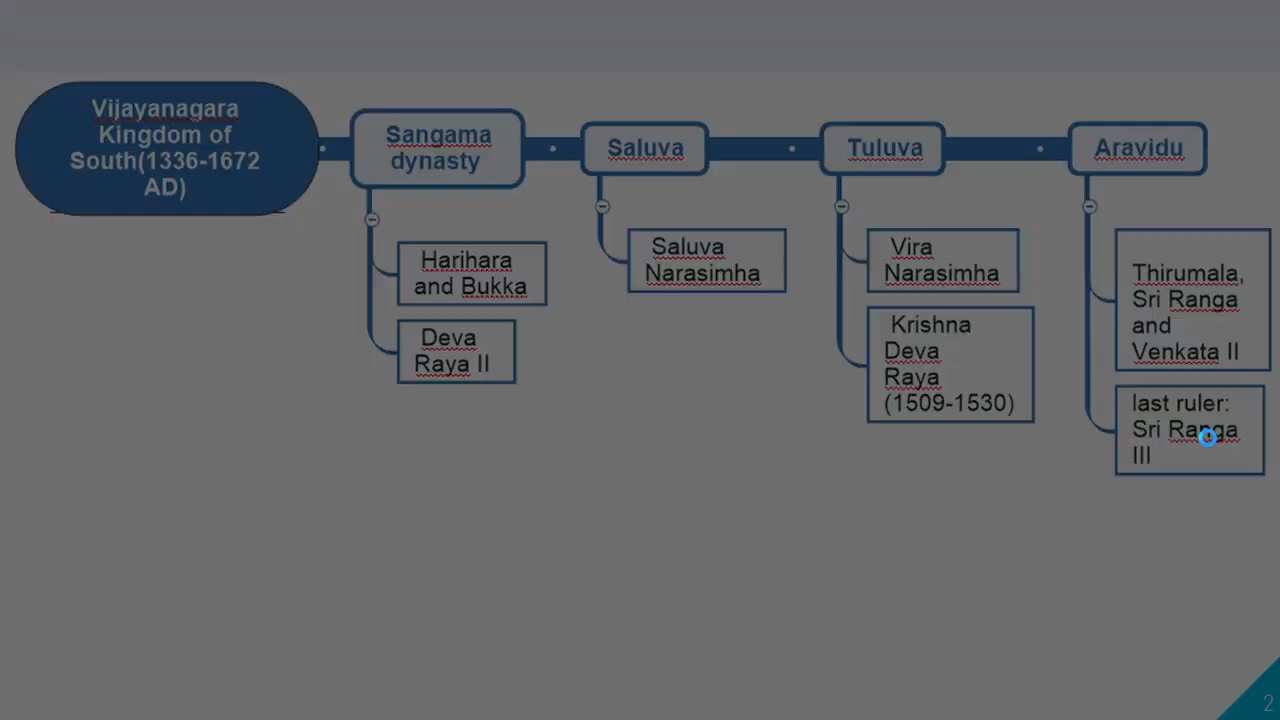 Vijayanagara
Kingdom of
South(1336-1672
AD)
Sangama
dynasty
Harihara
and Bukka
Deva
Raya II
Saluva
Saluva
Narasimha
Tuluva
Vira
Narasimha
Krishna
Deva
Raya
(1509-1530)
Aravidu
Thirumala,
Sri Ranga
and
Venkata II
last ruler:
Sri Ranga
III
2